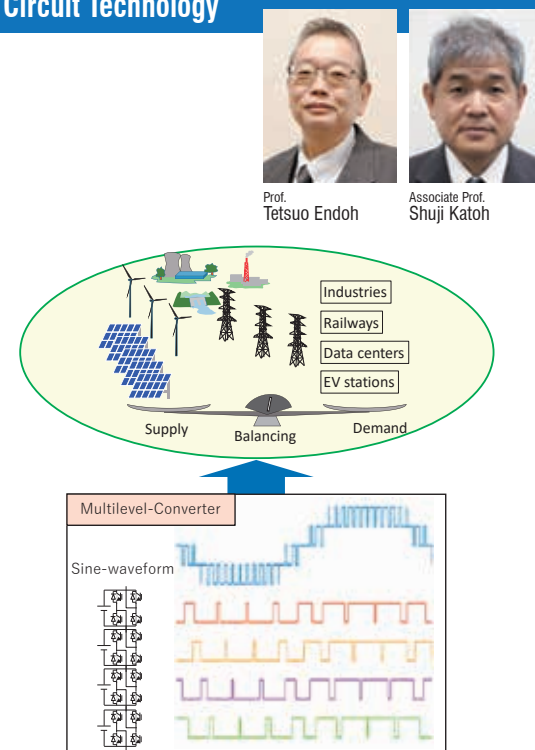 Circuit Technology
Prof.
Tetsuo Endoh
Associate Prof.
Shuji Katoh
Industries
Railways
Data centers
EV stations
Supply
Balancing
Demand
Multilevel-Converter
Sine-waveform